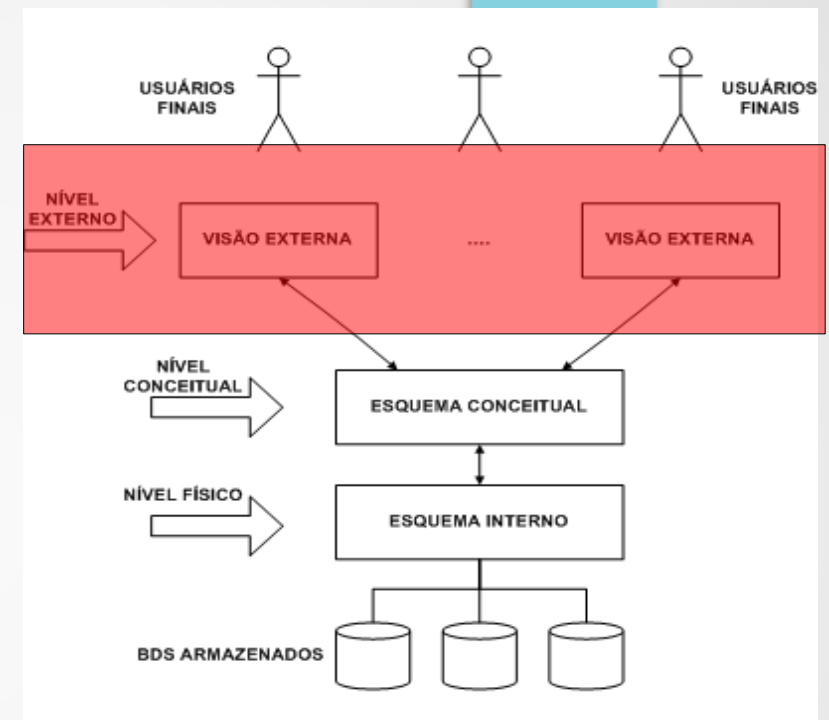 USUÁRIOS
FINAIS
USUÁRIOS
FINAIS
NÍVEL
EXTERNO
VISÃO EXTERNA
....
VISÃO EXTERNA
NÍVEL
CONCEITUAL
ESQUEMA CONCEITUAL
NÍVEL FÍSICO
ESQUEMA INTERNO
BDS ARMAZENADOS